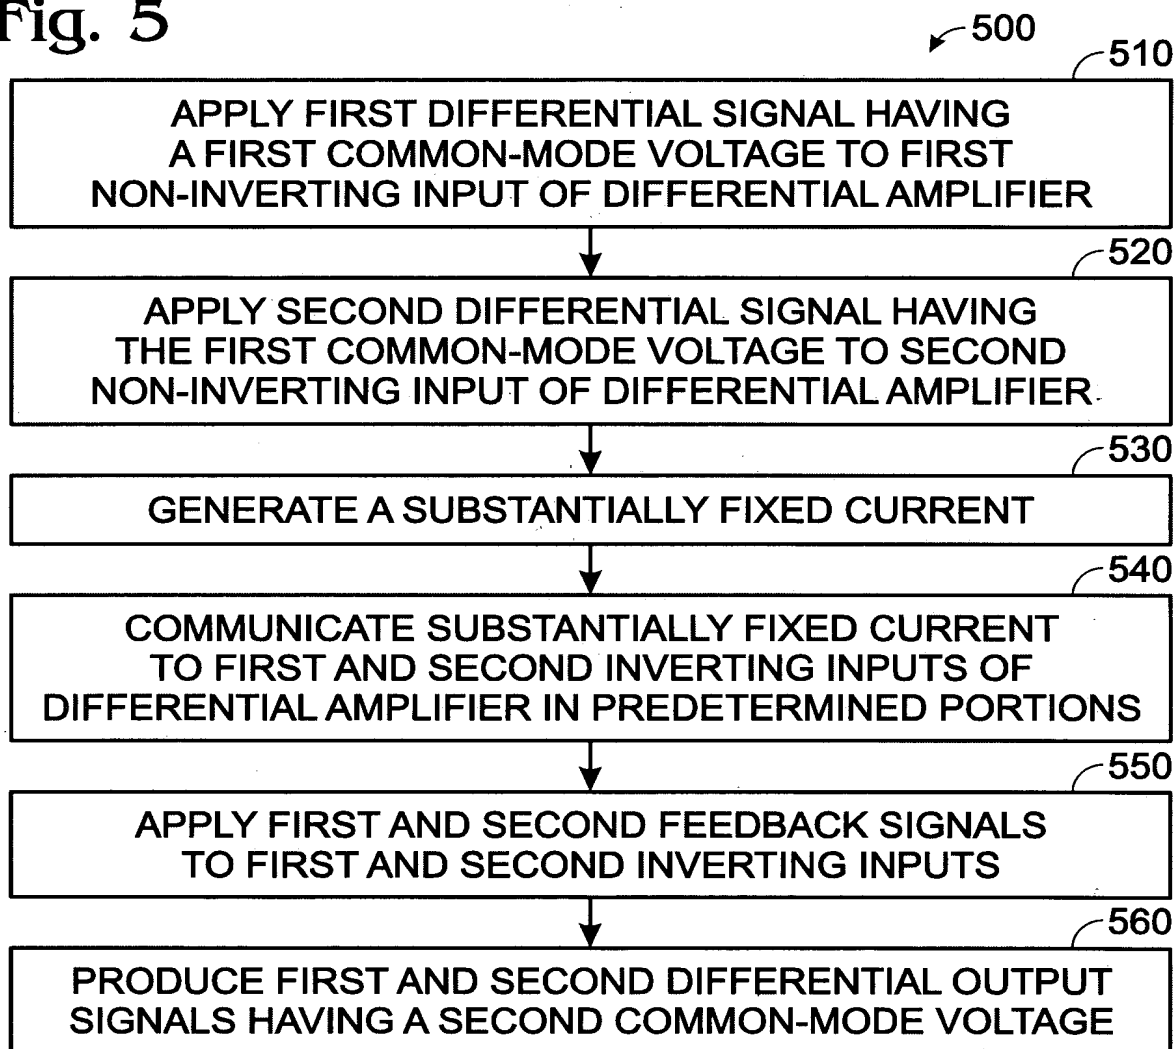 Fig. 5
500
510
APPLY FIRST DIFFERENTIAL SIGNAL HAVING
A FIRST COMMON-MODE VOLTAGE TO FIRST
NON-INVERTING INPUT OF DIFFERENTIAL AMPLIFIER
520
APPLY SECOND DIFFERENTIAL SIGNAL HAVING
THE FIRST COMMON-MODE VOLTAGE TO SECOND
NON-INVERTING INPUT OF DIFFERENTIAL AMPLIFIER
530
GENERATE A SUBSTANTIALLY FIXED CURRENT
540
COMMUNICATE SUBSTANTIALLY FIXED CURRENT
TO FIRST AND SECOND INVERTING INPUTS OF
DIFFERENTIAL AMPLIFIER IN PREDETERMINED PORTIONS
550
APPLY FIRST AND SECOND FEEDBACK SIGNALS
TO FIRST AND SECOND INVERTING INPUTS
560
PRODUCE FIRST AND SECOND DIFFERENTIAL OUTPUT
SIGNALS HAVING A SECOND COMMON-MODE VOLTAGE